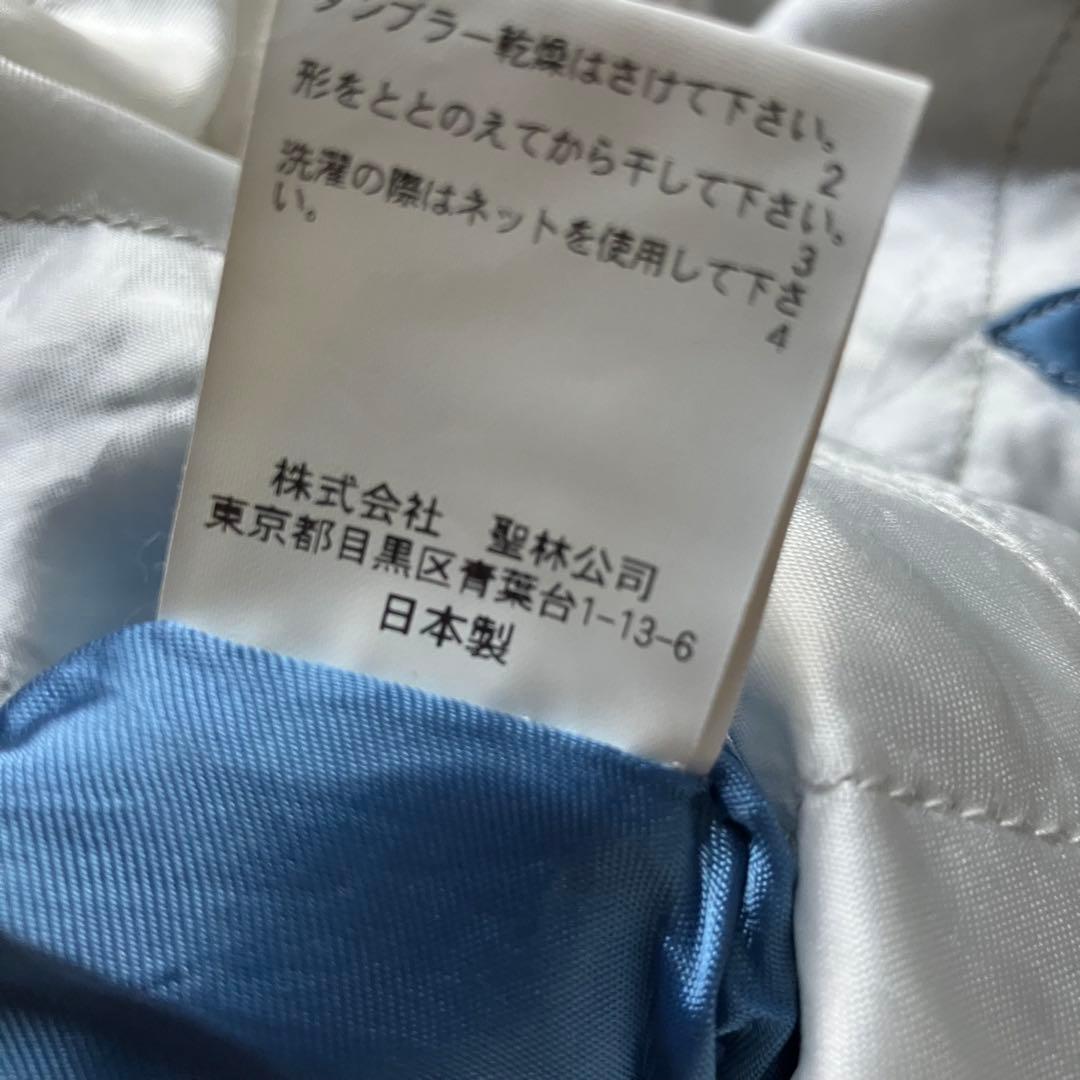 タンブラー乾燥はさけて下さい。
2
形をととのえてから干して下さい。
3
洗濯の際はネットを使用して下さ
い。
4
株式会社 聖林公司
東京都目黒区青葉台1-13-6
日本製